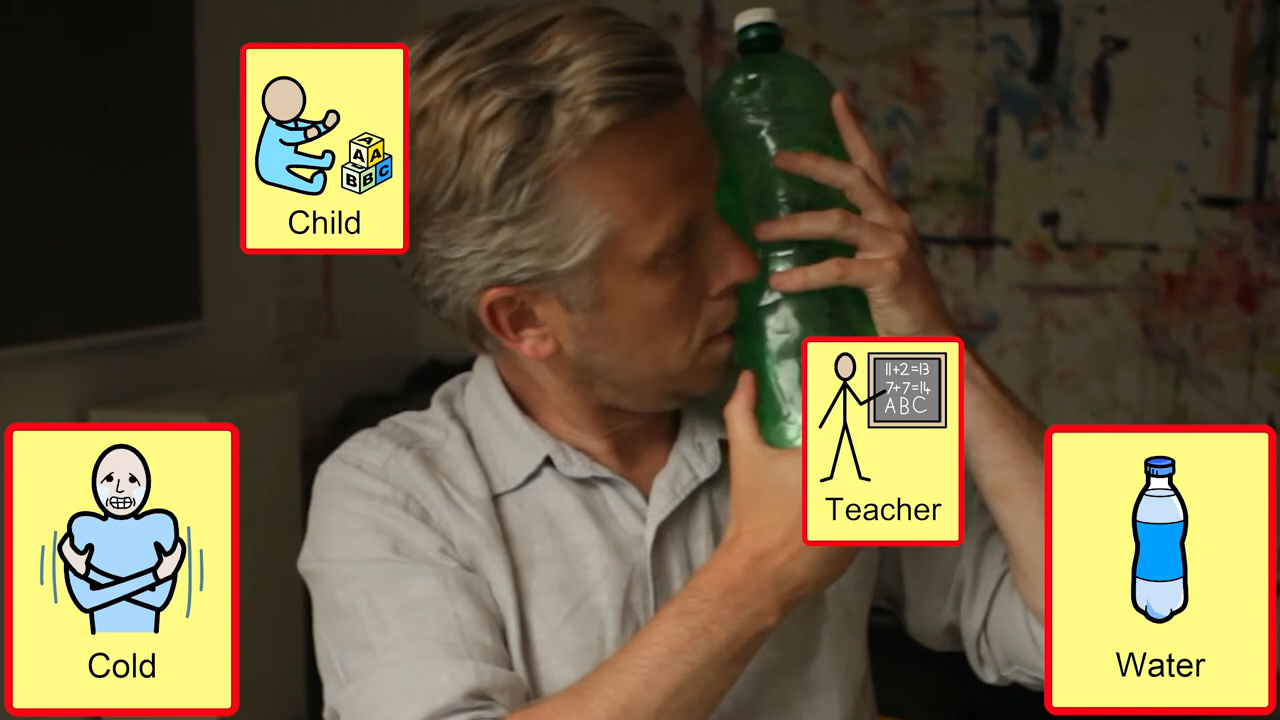 A
A A
B B C
Child
11+2=13
7+7=14
ABC
Teacher
Cold
Water